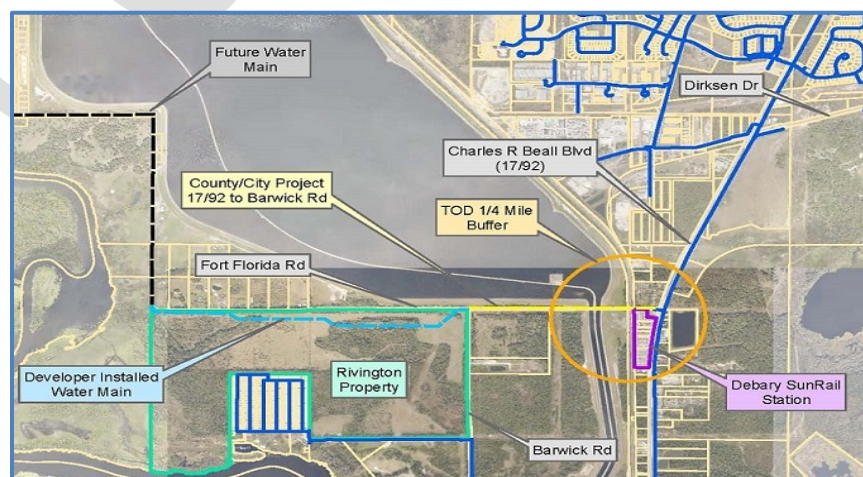 Future Water
Main
Dirksen Dr
Charles R Beall Blvd
(17/92)
County/City Project
17/92 to Barwick Rd
TOD 1/4 Mile
Buffer
Fort Florida Rd
Developer Installed
Water Main
Rivington
Property
Debary SunRail
Station
Barwick Rd